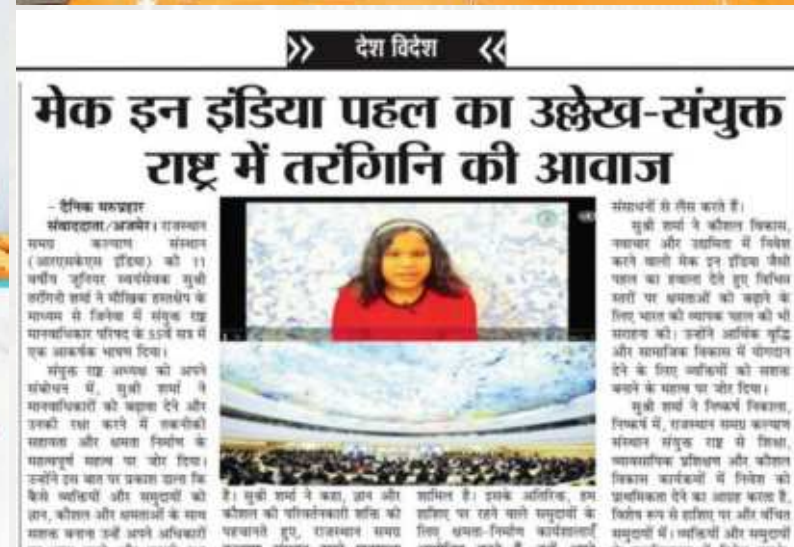 देश विदेश
मेक इन इंडिया पहल का उल्लेख-संयुक्त
राष्ट्र में तरंगिनि की आवाज
- दैनिक मरुप्रहार
संवाददाता/अजमेर। राजस्थान
समग्र कल्याण संस्थान
(आरएसकेएस इंडिया) की 11
वर्षीय जूनियर स्वयंसेवक सुश्री
तरंगिनी शर्मा ने मौखिक हस्तक्षेप के
माध्यम से जिनेवा में संयुक्त राष्ट्र
मानवाधिकार परिषद के 55वें सत्र में
एक आकर्षक भाषण दिया।
संयुक्त राष्ट्र अध्यक्ष को अपने
संबोधन में, सुश्री शर्मा ने
मानवाधिकारों को बढ़ावा देने और
उनकी रक्षा करने में तकनीकी
सहायता और क्षमता निर्माण के
महत्वपूर्ण महत्व पर जोर दिया।
उन्होंने इस बात पर प्रकाश डाला कि
कैसे व्यक्तियों और समुदायों को
ज्ञान, कौशल और क्षमताओं के साथ
सशक्त बनाना उन्हें अपने अधिकारों
है। सुश्री शर्मा ने कहा, ज्ञान और
कौशल की परिवर्तनकारी शक्ति को
पहचानते हुए, राजस्थान समग्र
शामिल हैं। इसके अतिरिक्त, हम
हाशिए पर रहने वाले समुदायों के
लिए क्षमता-निर्माण कार्यशालाएँ
संसाधनों से लैस करते हैं।
सुश्री शर्मा ने कौशल विकास,
नवाचार और उद्यमिता में निवेश
करने वाली मेक इन इंडिया जैसी
पहल का हवाला देते हुए विभिन्न
स्तरों पर क्षमताओं को बढ़ाने के
लिए भारत की व्यापक पहल की भी
सराहना की। उन्होंने आर्थिक वृद्धि
और सामाजिक विकास में योगदान
देने के लिए व्यक्तियों को सशक्त
बनाने के महत्व पर जोर दिया।
सुश्री शर्मा ने निष्कर्ष निकाला,
निष्कर्ष में, राजस्थान समग्र कल्याण
संस्थान संयुक्त राष्ट्र से शिक्षा,
व्यावसायिक प्रशिक्षण और कौशल
विकास कार्यक्रमों में निवेश को
प्राथमिकता देने का आग्रह करता है,
विशेष रूप से हाशिए पर और वंचित
समुदायों में। व्यक्तियों और समुदायों